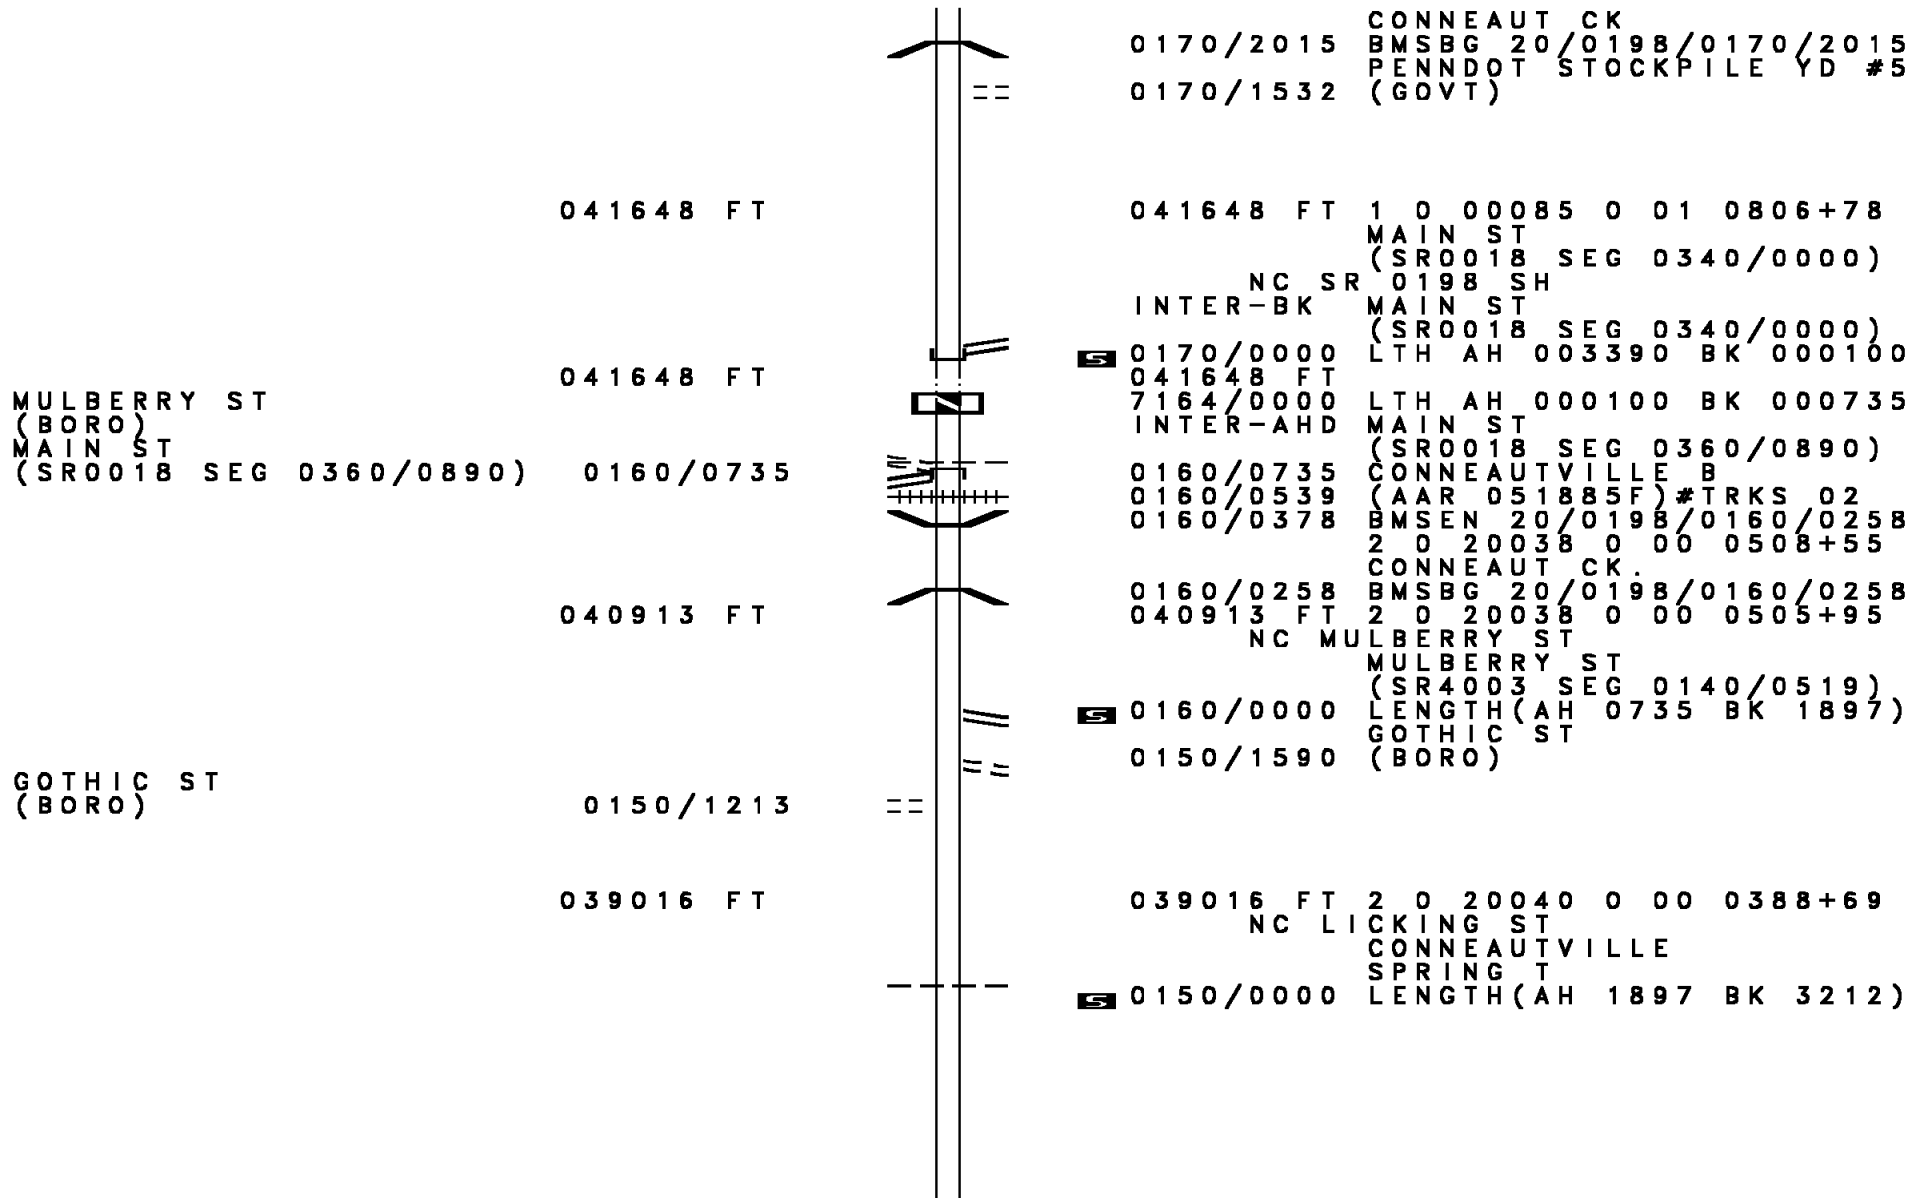 CONNEAUT CK
0170/2015 BMSBG 20/0198/0170/2015
PENNDOT STOCKPILE YD #5
0170/1532 (GOVT)
041648 FT 041648 FT 1 0 00085 0 01 0806+78
MAIN ST
(SR0018 SEG 0340/0000)
NC SR 0198 SH
INTER-BK MAIN ST
(SR0018 SEG 0340/0000)
S 0170/0000 LTH AH 003390 BK 000100
041648 FT 041648 FT
MULBERRY ST 7164/0000 LTH AH 000100 BK 000735
(BORO) INTER-AHD MAIN ST
MAIN ST (SR0018 SEG 0360/0890)
(SR0018 SEG 0360/0890) 0160/0735 0160/0735 CONNEAUTVILLE B
0160/0539 (AAR 051885F)#TRKS 02
0160/0378 BMSEN 20/0198/0160/0258
2 0 20038 0 00 0508+55
CONNEAUT CK.
0160/0258 BMSBG 20/0198/0160/0258
040913 FT 040913 FT 2 0 20038 0 00 0505+95
NC MULBERRY ST
MULBERRY ST
(SR4003 SEG 0140/0519)
S 0160/0000 LENGTH(AH 0735 BK 1897)
GOTHIC ST
0150/1590 (BORO)
GOTHIC ST
(BORO) 0150/1213
039016 FT 039016 FT 2 0 20040 0 00 0388+69
NC LICKING ST
CONNEAUTVILLE
SPRING T
S 0150/0000 LENGTH(AH 1897 BK 3212)